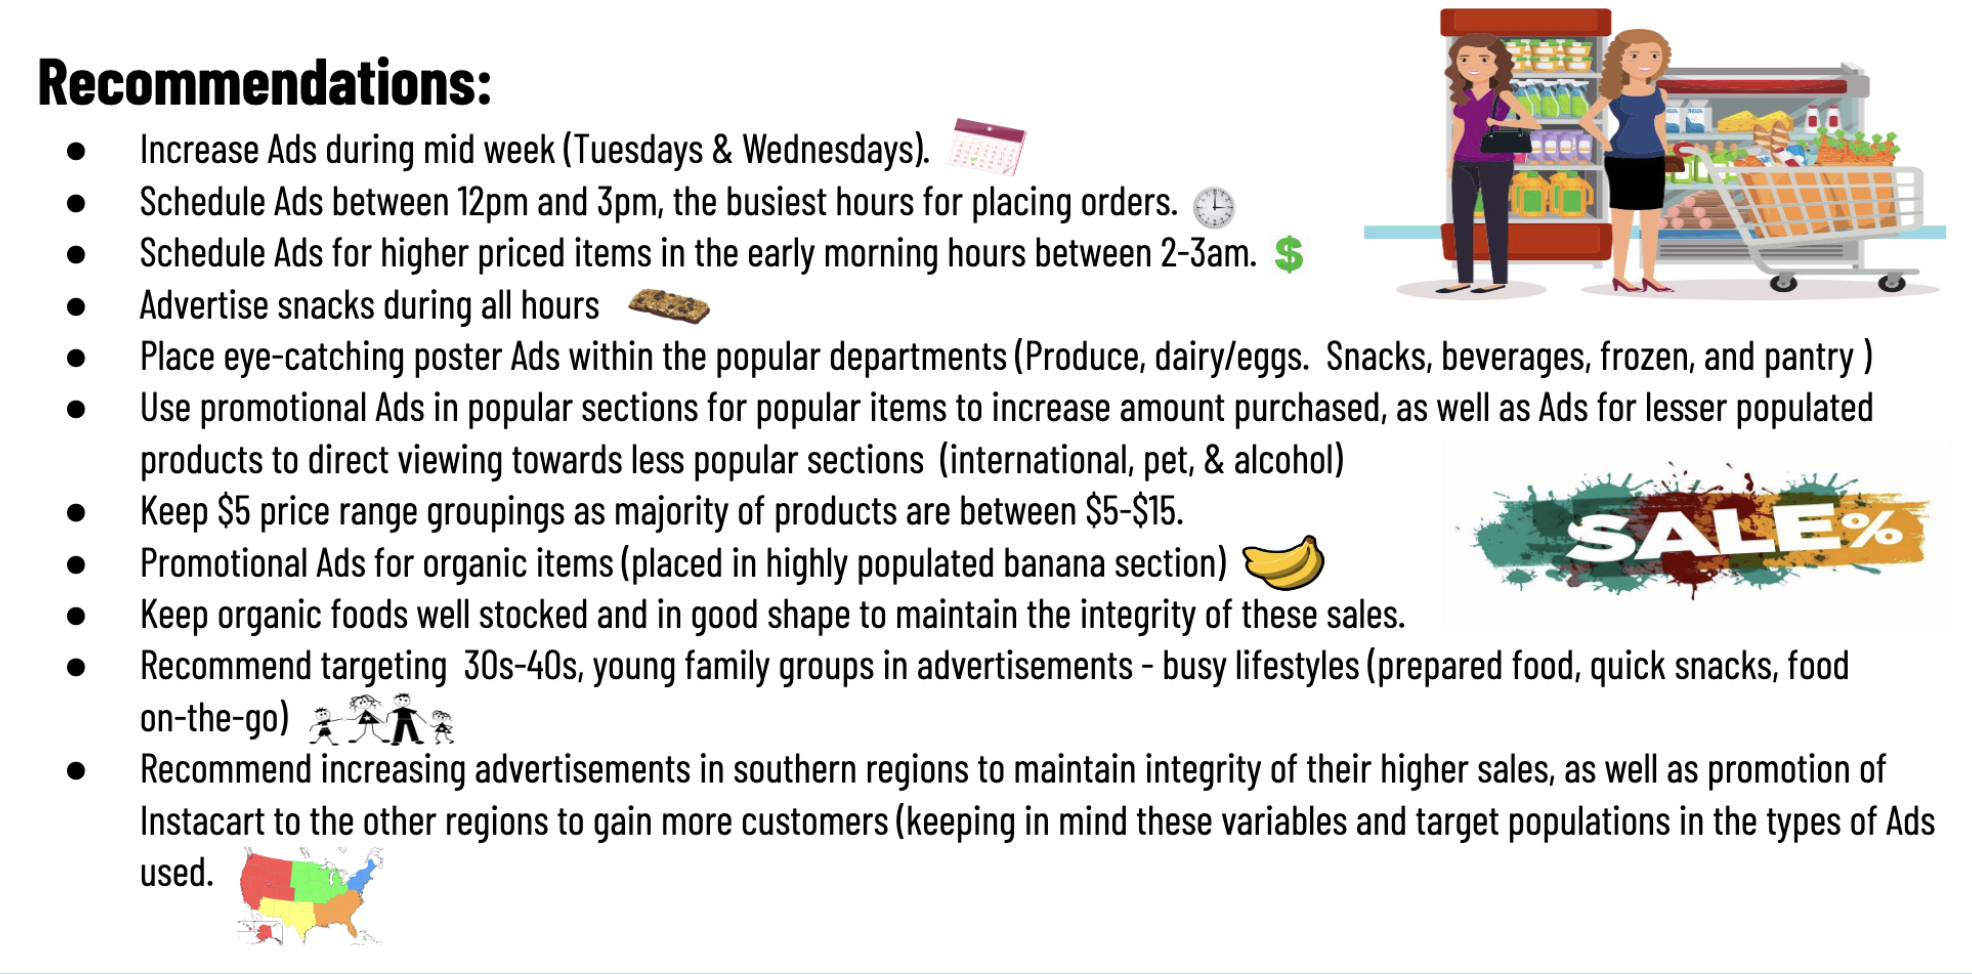 Recommendations:
● Increase Ads during mid week (Tuesdays & Wednesdays).
● Schedule Ads between 12pm and 3pm, the busiest hours for placing orders.
● Schedule Ads for higher priced items in the early morning hours between 2-3am.
$
● Advertise snacks during all hours
● Place eye-catching poster Ads within the popular departments (Produce, dairy/eggs.  Snacks, beverages, frozen, and pantry )
● Use promotional Ads in popular sections for popular items to increase amount purchased, as well as Ads for lesser populated
products to direct viewing towards less popular sections  (international, pet, & alcohol)
● Keep $5 price range groupings as majority of products are between $5-$15.
SALE%
● Promotional Ads for organic items (placed in highly populated banana section)
● Keep organic foods well stocked and in good shape to maintain the integrity of these sales.
● Recommend targeting  30s-40s, young family groups in advertisements - busy lifestyles (prepared food, quick snacks, food
on-the-go)
● Recommend increasing advertisements in southern regions to maintain integrity of their higher sales, as well as promotion of
Instacart to the other regions to gain more customers (keeping in mind these variables and target populations in the types of Ads
used.